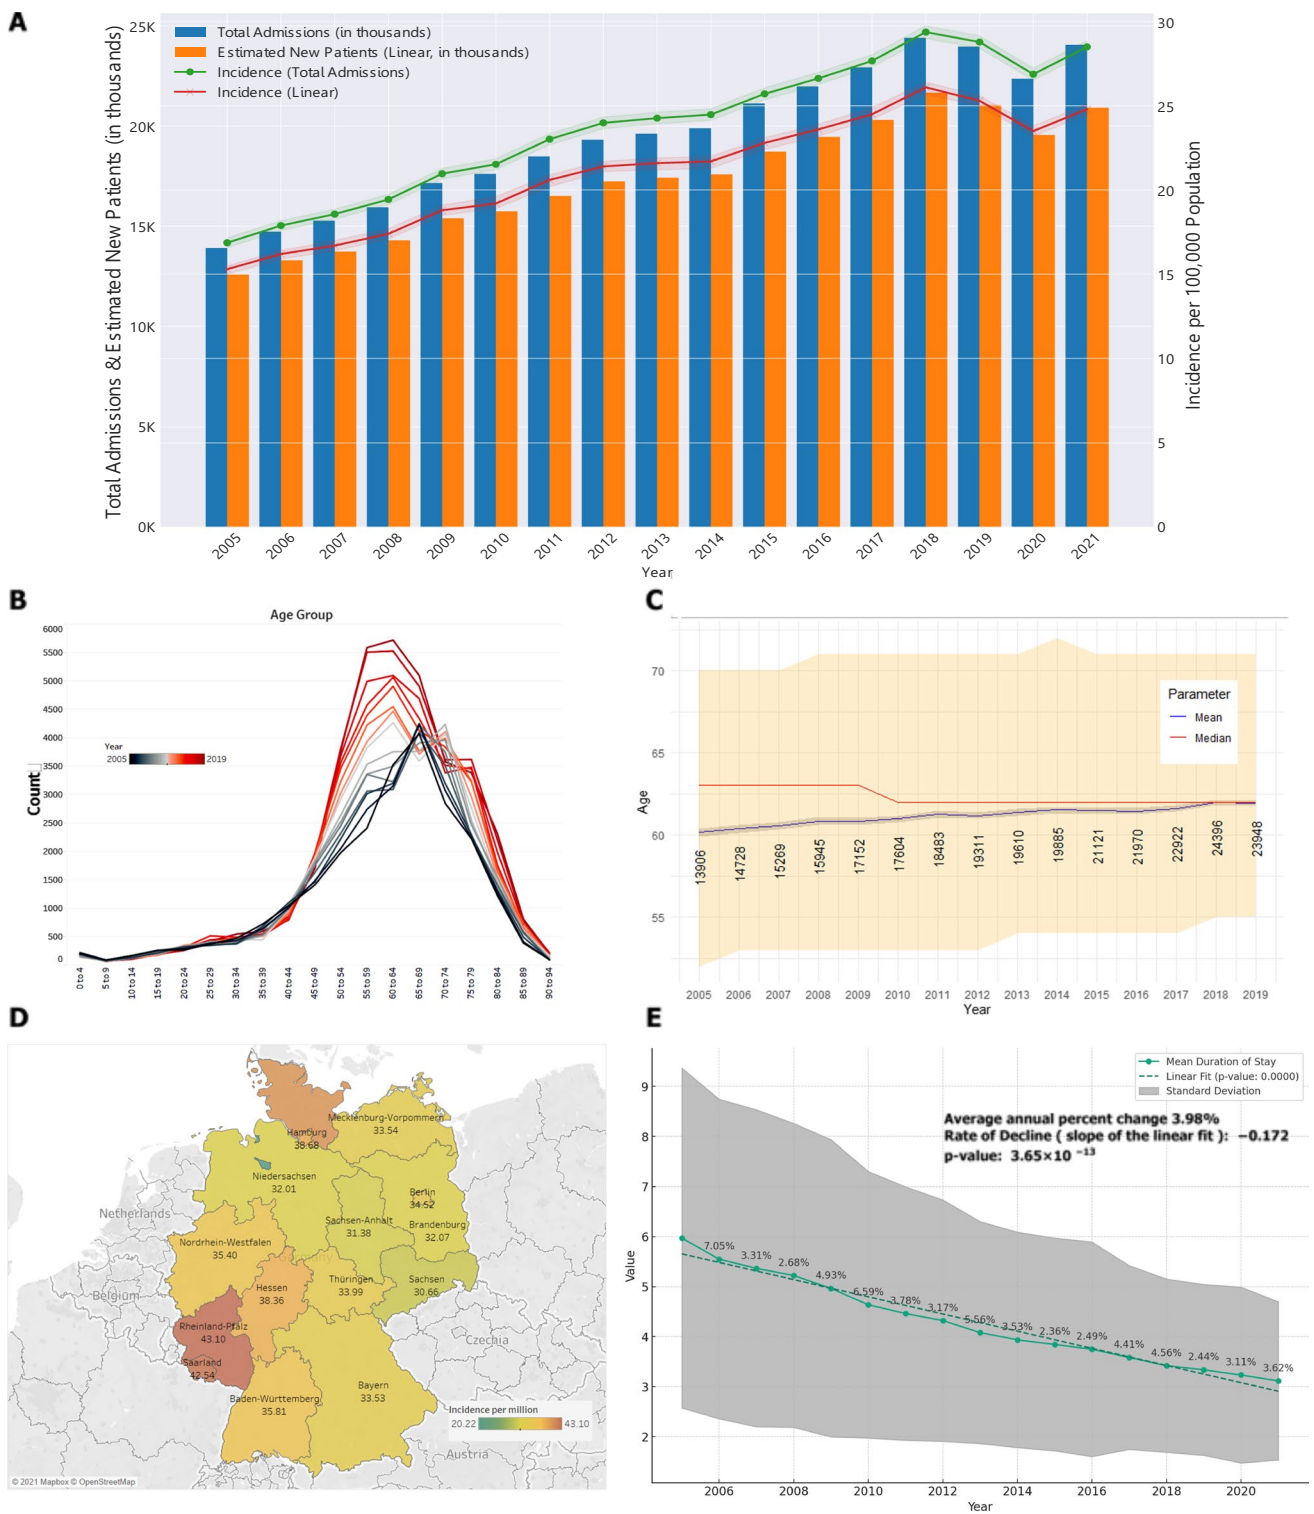 A
Total Admissions & Estimated New Patients (in thousands)
25K
20K
15K
10K
5K
0K
Total Admissions (in thousands)
Estimated New Patients (Linear, in thousands)
Incidence (Total Admissions)
Incidence (Linear)
30
25
20
15
10
5
0
Incidence per 100,000 Population
2005 2006 2007 2008 2009 2010 2011 2012 2013 2014 2015 2016 2017 2018 2019 2020 2021
Year
B
Age Group
Count
6000
5500
5000
4500
4000
3500
3000
2500
2000
1500
1000
500
0
Year
2005 2019
0 to 4 5 to 9 10 to 14 15 to 19 20 to 24 25 to 29 30 to 34 35 to 39 40 to 44 45 to 49 50 to 54 55 to 59 60 to 64 65 to 69 70 to 74 75 to 79 80 to 84 85 to 89 90 to 94
C
Age
70
65
60
55
Parameter
Mean
Median
13906 14728 15269 15945 17152 17604 18483 19311 19610 19885 21121 21970 22922 24396 23948
2005 2006 2007 2008 2009 2010 2011 2012 2013 2014 2015 2016 2017 2018 2019
Year
D
Mecklenburg-Vorpommern
33.54
Hamburg
38.68
Niedersachsen
32.01
Berlin
34.52
Netherlands
Sachsen-Anhalt
31.38
Brandenburg
32.07
Nordrhein-Westfalen
35.40
Germany
Hessen
38.36
Thüringen
33.99
Sachsen
30.66
Belgium
Rheinland-Pfalz
43.10
Czechia
Saarland
42.54
Baden-Württemberg
35.81
Bayern
33.53
Incidence per million
20.22 43.10
Austria
© 2021 Mapbox © OpenStreetMap
E
Value
9
8
7
6
5
4
3
2
Mean Duration of Stay
Linear Fit (p-value: 0.0000)
Standard Deviation
Average annual percent change 3.98%
Rate of Decline ( slope of the linear fit ): −0.172
p-value: 3.65×10 −13
7.05% 3.31% 2.68% 4.93% 6.59% 3.78% 3.17% 5.56% 3.53% 2.36% 2.49% 4.41% 4.56% 2.44% 3.11% 3.62%
2006 2008 2010 2012 2014 2016 2018 2020
Year